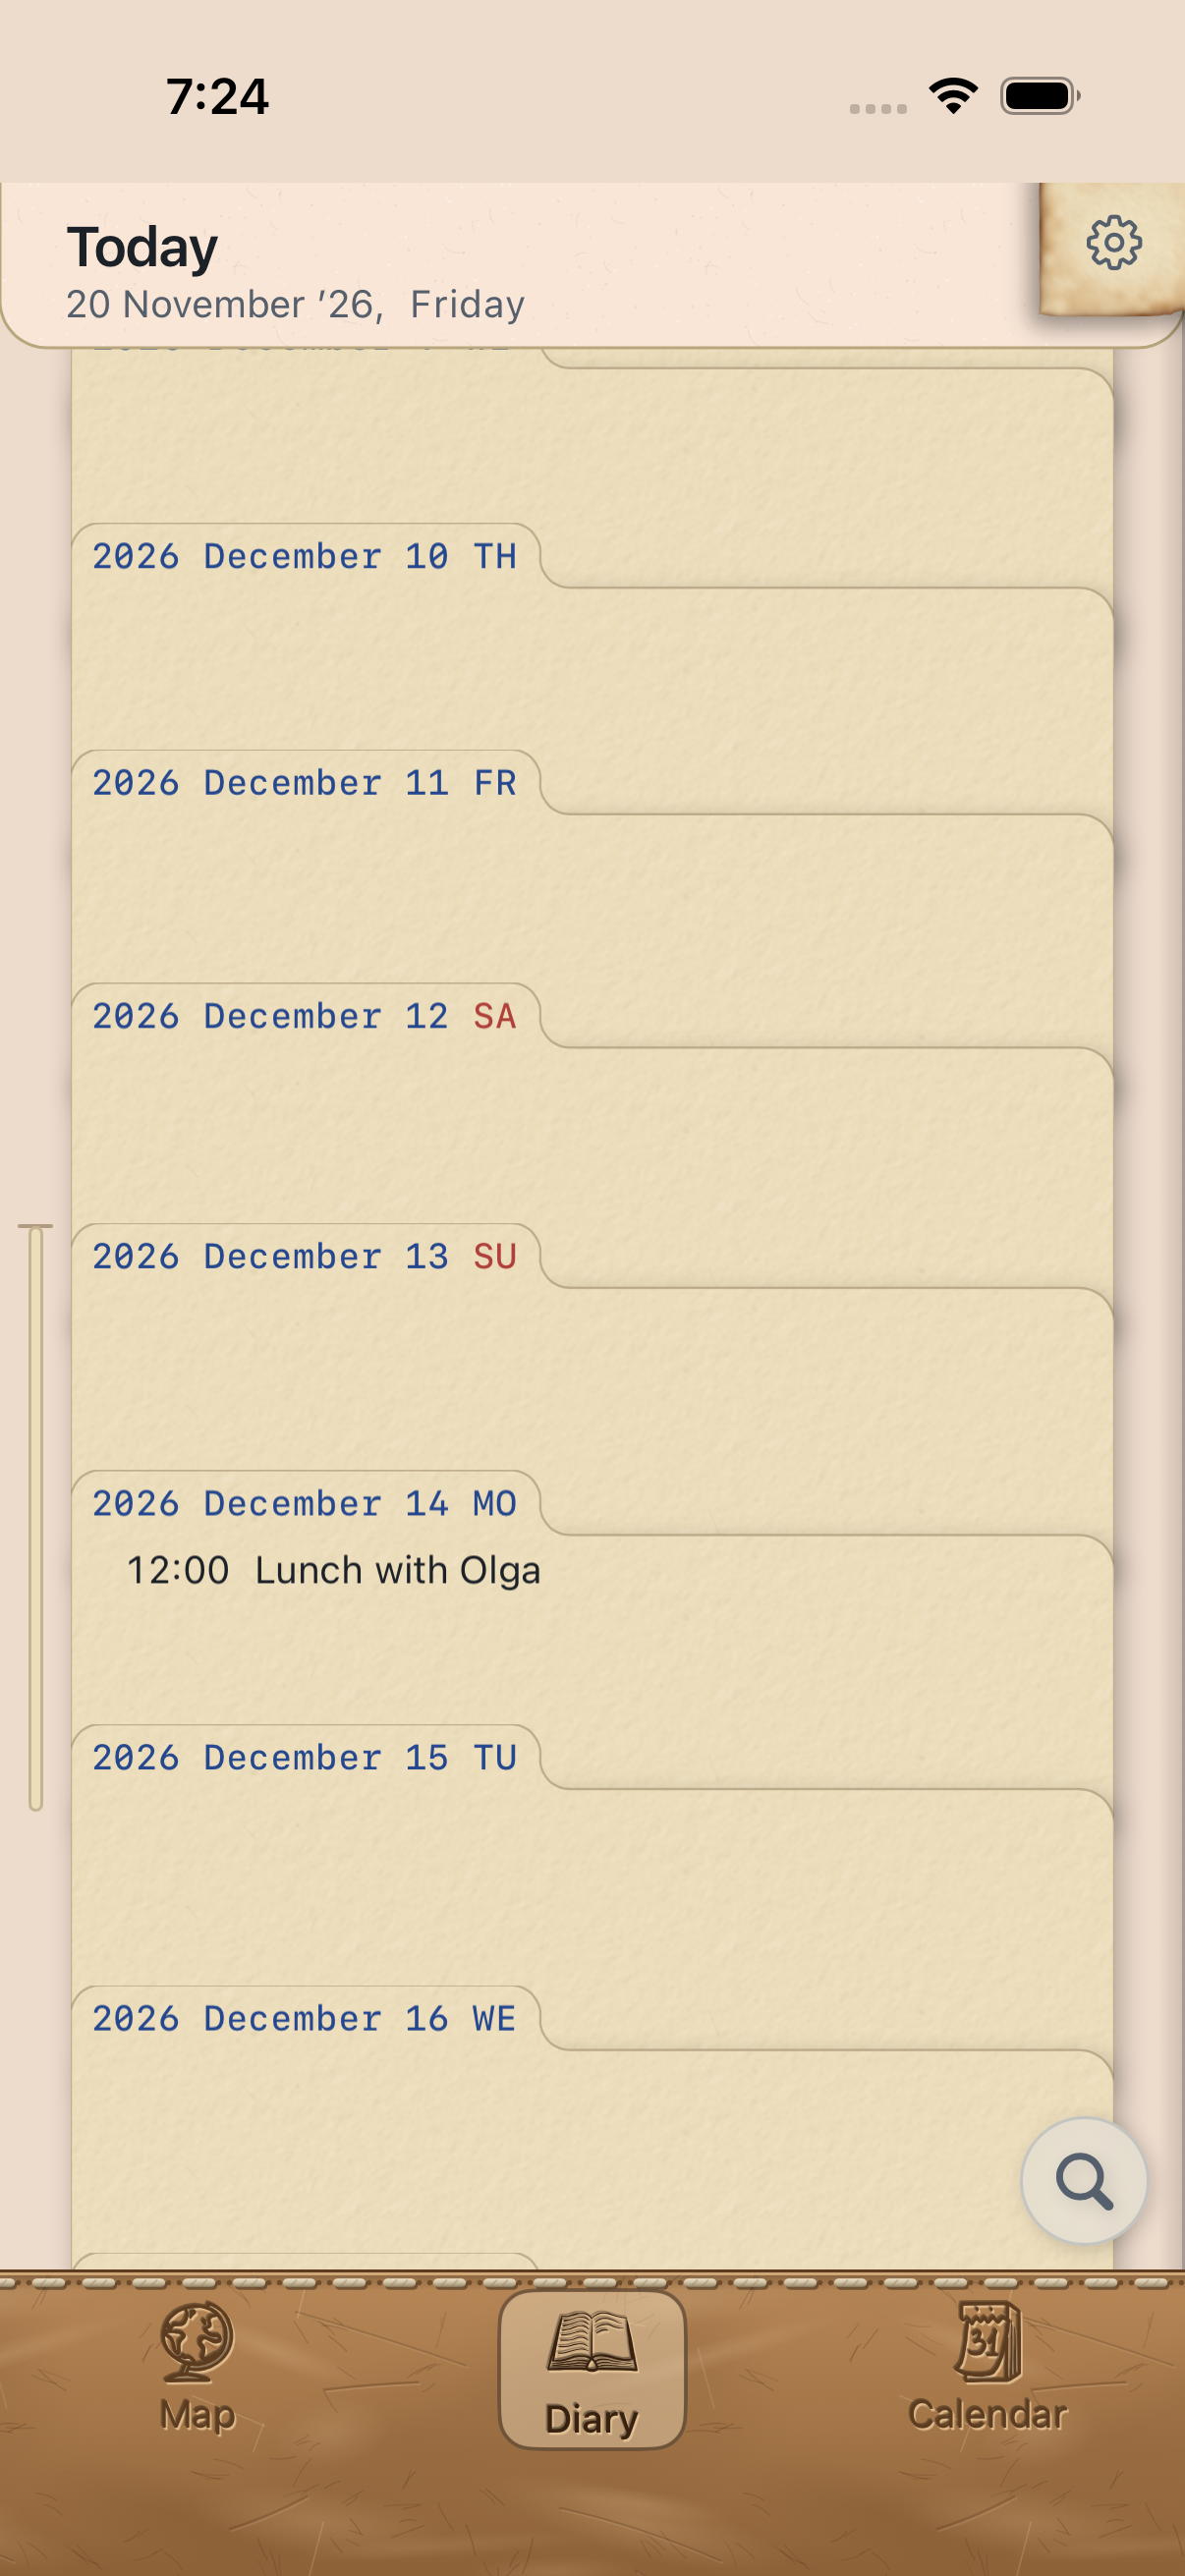 7:24
Today
20 November ’26, Friday
2026 December 10 TH
2026 December 11 FR
2026 December 12 SA
2026 December 13 SU
2026 December 14 MO
12:00 Lunch with Olga
2026 December 15 TU
2026 December 16 WE
31
Map
Diary
Calendar